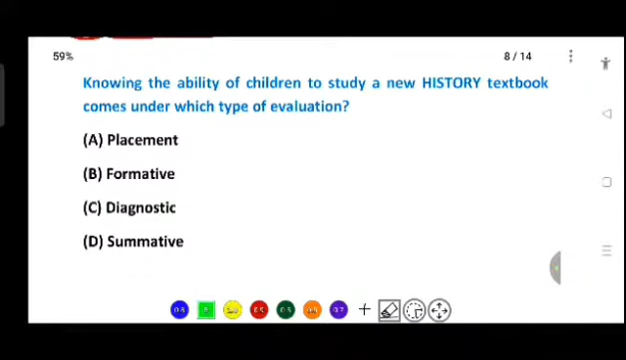 59%
8 / 14
Knowing the ability of children to study a new HISTORY textbook
comes under which type of evaluation?
(A) Placement
(B) Formative
(C) Diagnostic
(D) Summative